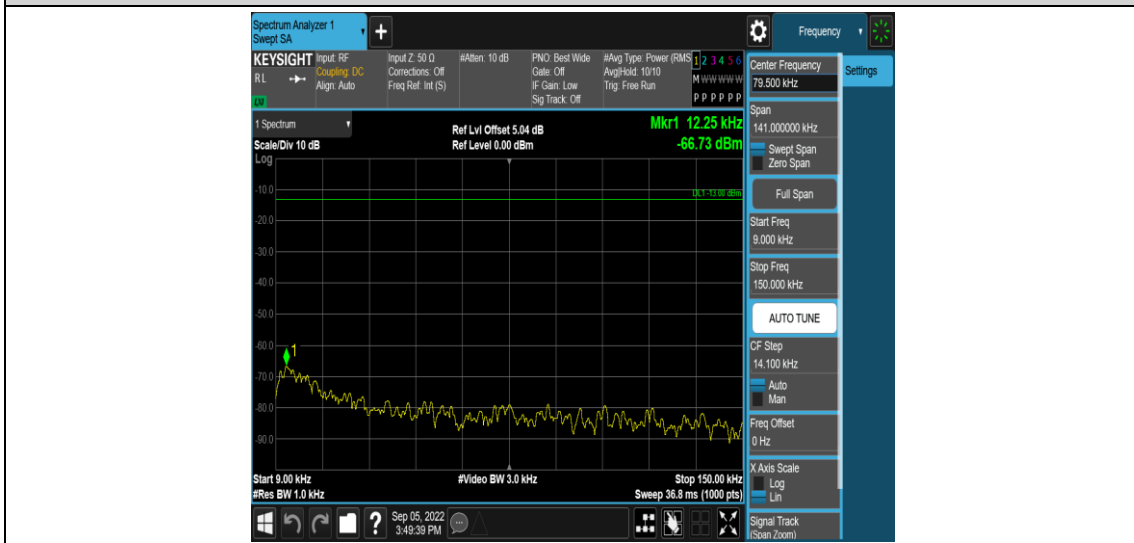 Spectrum Analyzer 1
Swept SA
+
Frequency
KEYSIGHT
Input: RF
Coupling: DC
Align: Auto
Input Z: 50 Ω
Corrections: Off
Freq Ref: Int (S)
#Atten: 10 dB
PNO: Best Wide
Gate: Off
IF Gain: Low
Sig Track: Off
#Avg Type: Power (RMS
Avg|Hold: 10/10
Trig: Free Run
1 2 3 4 5 6
M W W W W W
P P P P P P
R L
Center Frequency
79.500 kHz
Settings
Span
141.000000 kHz
Swept Span
Zero Span
Full Span
Start Freq
9.000 kHz
Stop Freq
150.000 kHz
AUTO TUNE
CF Step
14.100 kHz
Auto
Man
Freq Offset
0 Hz
X Axis Scale
Log
Lin
Signal Track
(Span Zoom)
1 Spectrum
Scale/Div 10 dB
Ref Lvl Offset 5.04 dB
Ref Level 0.00 dBm
Mkr1 12.25 kHz
-66.73 dBm
Log
DL1 -13.00 dBm
-10.0
-20.0
-30.0
-40.0
-50.0
-60.0
-70.0
-80.0
-90.0
1
Start 9.00 kHz
#Res BW 1.0 kHz
#Video BW 3.0 kHz
Stop 150.00 kHz
Sweep 36.8 ms (1000 pts)
?
Sep 05, 2022
3:49:39 PM